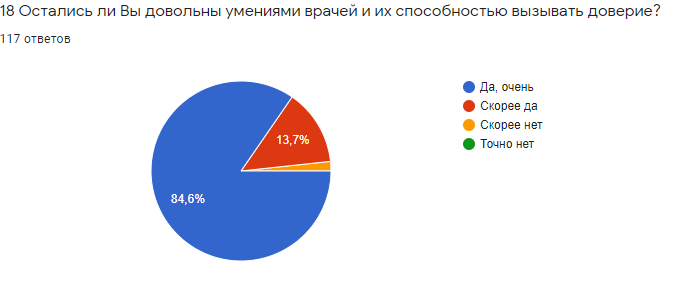 18 Остались ли Вы довольны умениями врачей и их способностью вызывать доверие?
117 ответов
Да, очень
Скорее да
Скорее нет
Точно нет
13,7%
84,6%